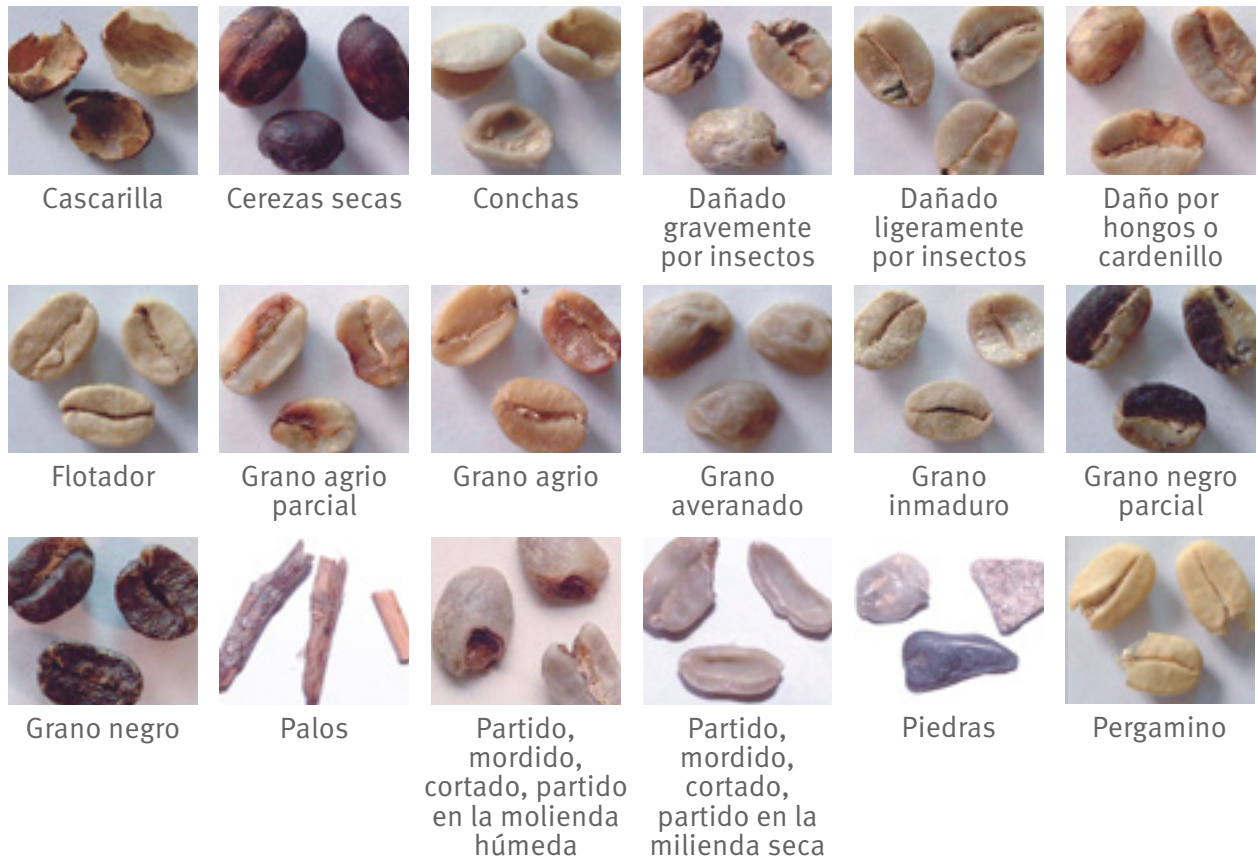 Cascarilla
Cerezas secas
Conchas
Dañado
gravemente
por insectos
Dañado
ligeramente
por insectos
Daño por
hongos o
cardenillo
Flotador
Grano agrio
parcial
Grano agrio
Grano
averanado
Grano
inmaduro
Grano negro
parcial
Grano negro
Palos
Partido,
mordido,
cortado, partido
en la molienda
húmeda
Partido,
mordido,
cortado,
partido en la
milienda seca
Piedras
Pergamino